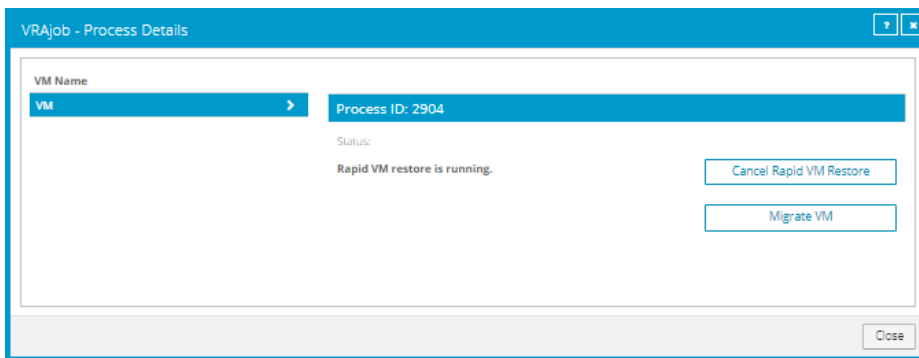 VRAjob - Process Details
?
VM Name
VM
Process ID: 2904
Status:
Rapid VM restore is running.
Cancel Rapid VM Restore
Migrate VM
Close